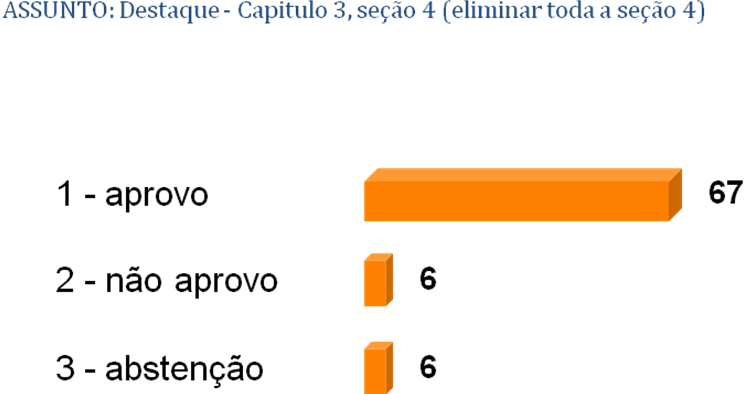 ASSUNTO: Destaque - Capitulo 3, seção 4 (eliminar toda a seção 4)
1 - aprovo 67
2 - não aprovo 6
3 - abstenção 6